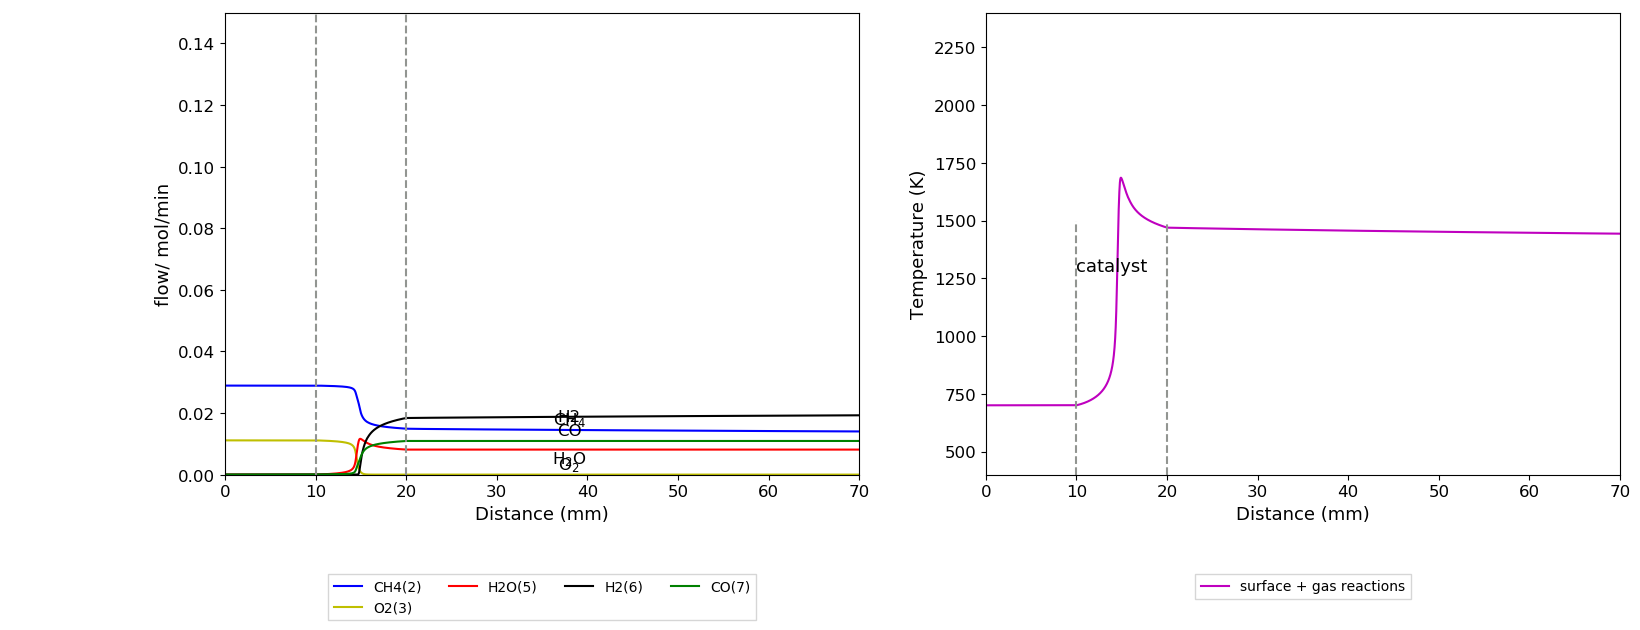 0.14
0.12
0.10
0.08
0.06
0.04
0.02
0.00
flow/ mol/min
0 10 20 30 40 50 60 70
Distance (mm)
H2
CH₄
CO
H₂O
O₂
CH4(2) H2O(5) H2(6) CO(7)
O2(3)
2250
2000
1750
1500
1250
1000
750
500
Temperature (K)
catalyst
0 10 20 30 40 50 60 70
Distance (mm)
surface + gas reactions